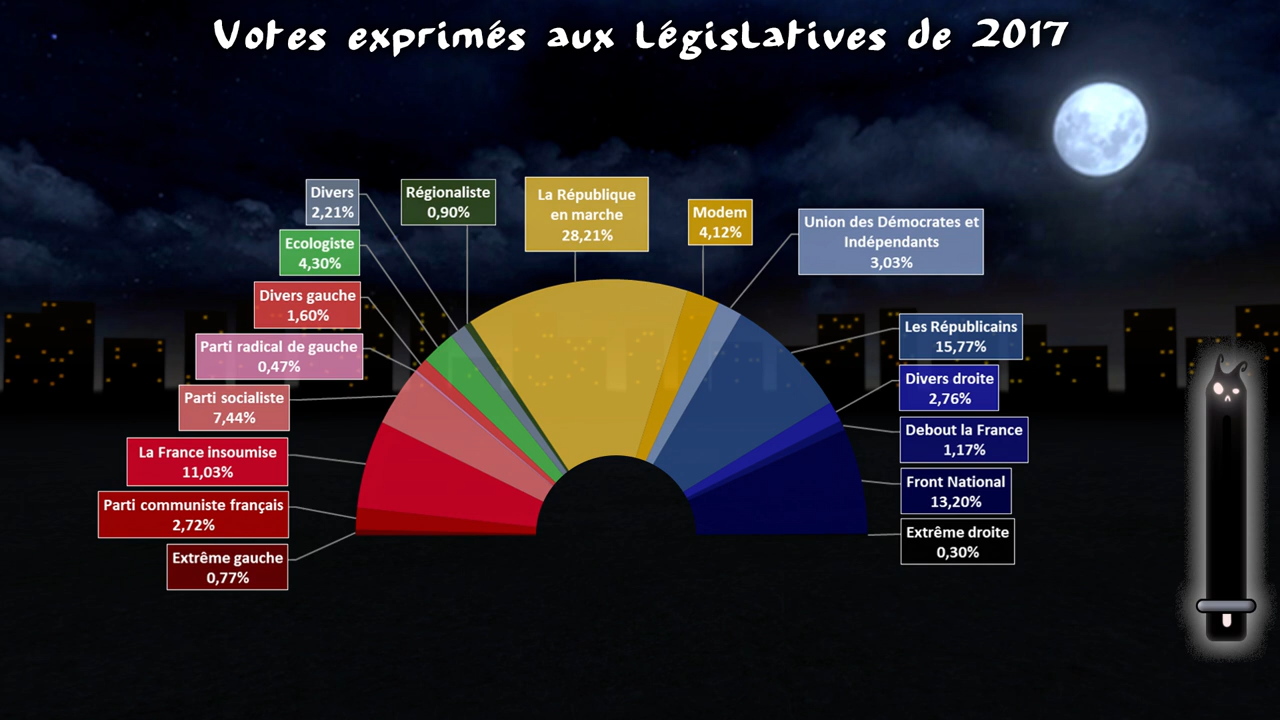 Votes exprimés aux Législatives de 2017
Divers
2,21%
Régionaliste
0,90%
La République
en marche
28,21%
Modem
4,12%
Union des Démocrates et
Indépendants
3,03%
Ecologiste
4,30%
Divers gauche
1,60%
Parti radical de gauche
0,47%
Parti socialiste
7,44%
La France insoumise
11,03%
Parti communiste français
2,72%
Extrême gauche
0,77%
Les Républicains
15,77%
Divers droite
2,76%
Debout la France
1,17%
Front National
13,20%
Extrême droite
0,30%